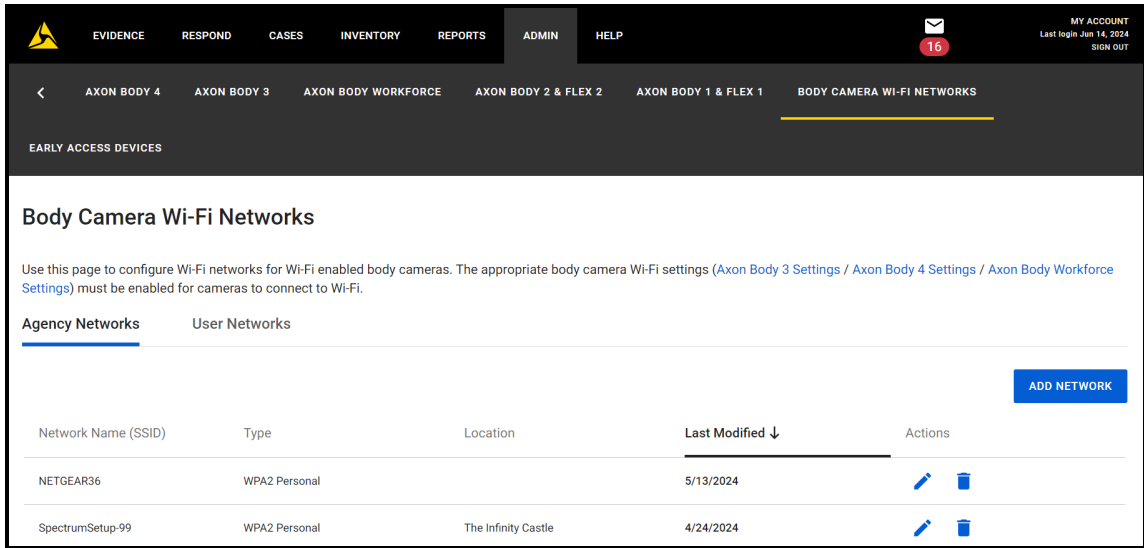 EVIDENCE RESPOND CASES INVENTORY REPORTS ADMIN HELP
16
MY ACCOUNT
Last login Jun 14, 2024
SIGN OUT
AXON BODY 4 AXON BODY 3 AXON BODY WORKFORCE AXON BODY 2 & FLEX 2 AXON BODY 1 & FLEX 1 BODY CAMERA WI-FI NETWORKS
EARLY ACCESS DEVICES
Body Camera Wi-Fi Networks
Use this page to configure Wi-Fi networks for Wi-Fi enabled body cameras. The appropriate body camera Wi-Fi settings (Axon Body 3 Settings / Axon Body 4 Settings / Axon Body Workforce
Settings) must be enabled for cameras to connect to Wi-Fi.
Agency Networks User Networks
ADD NETWORK
Network Name (SSID) Type Location Last Modified Actions
NETGEAR36 WPA2 Personal 5/13/2024
SpectrumSetup-99 WPA2 Personal The Infinity Castle 4/24/2024